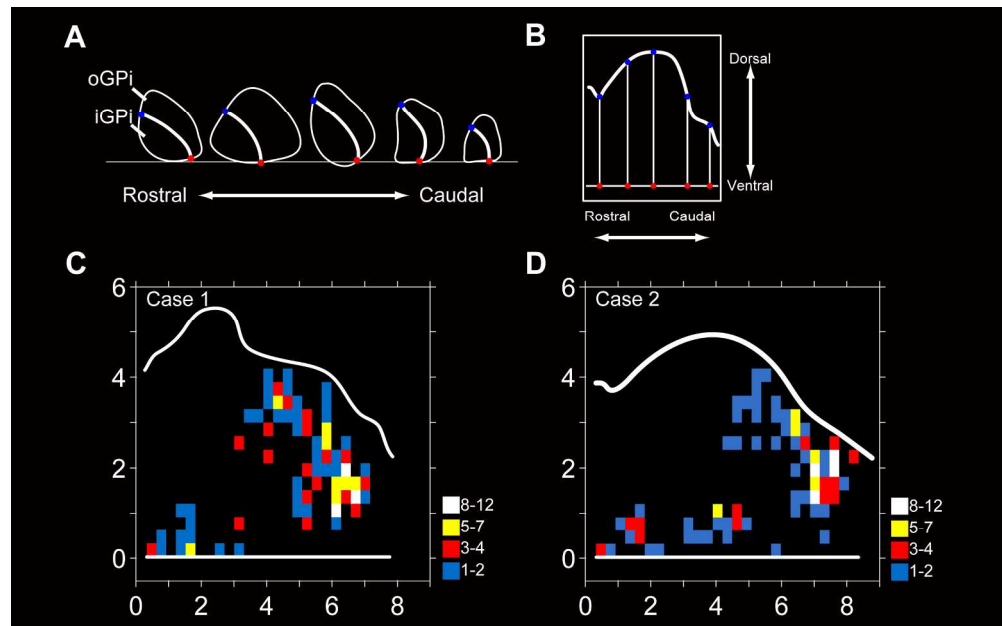 A
oGPi
iGPi
Rostral
Caudal
B
Dorsal
Ventral
Rostral
Caudal
C
Case 1
6
4
2
0
0 2 4 6 8
8-12
5-7
3-4
1-2
D
Case 2
6
4
2
0
0 2 4 6 8
8-12
5-7
3-4
1-2